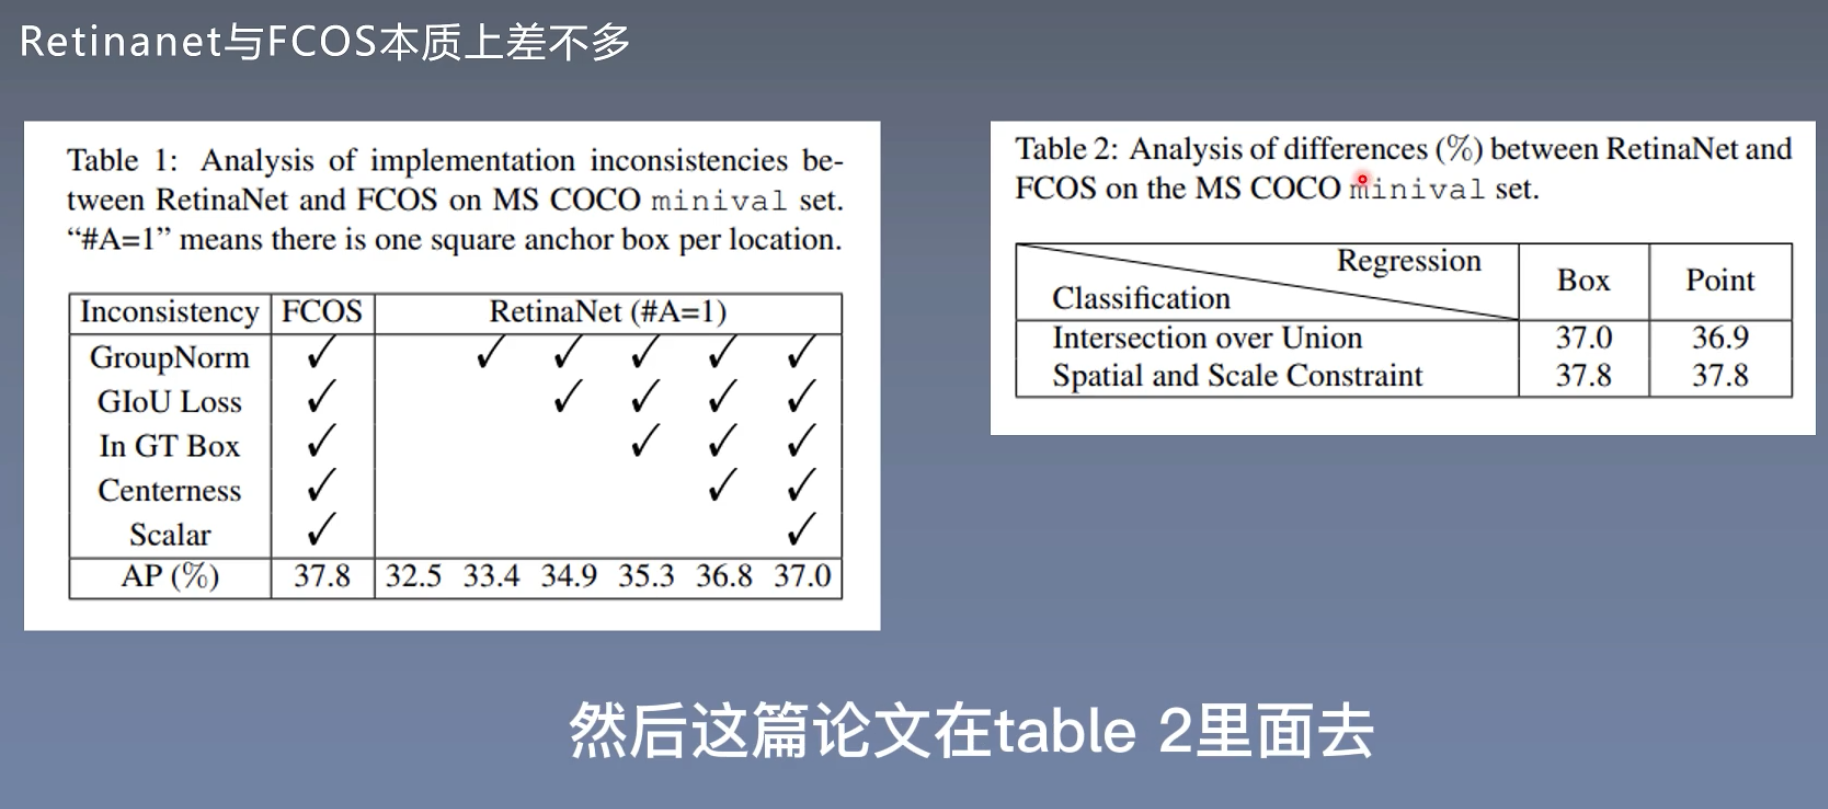 Retinanet与FCOS本质上差不多
Table 1: Analysis of implementation inconsistencies be-
tween RetinaNet and FCOS on MS COCO minival set.
“#A=1” means there is one square anchor box per location.
Inconsistency FCOS RetinaNet (#A=1)
GroupNorm ✓ ✓ ✓ ✓ ✓ ✓
GIoU Loss ✓ ✓ ✓ ✓ ✓
In GT Box ✓ ✓ ✓ ✓
Centerness ✓ ✓ ✓
Scalar ✓ ✓
AP (%) 37.8 32.5 33.4 34.9 35.3 36.8 37.0
Table 2: Analysis of differences (%) between RetinaNet and
FCOS on the MS COCO minival set.
Regression
Classification
Box Point
Intersection over Union 37.0 36.9
Spatial and Scale Constraint 37.8 37.8
然后这篇论文在table 2里面去